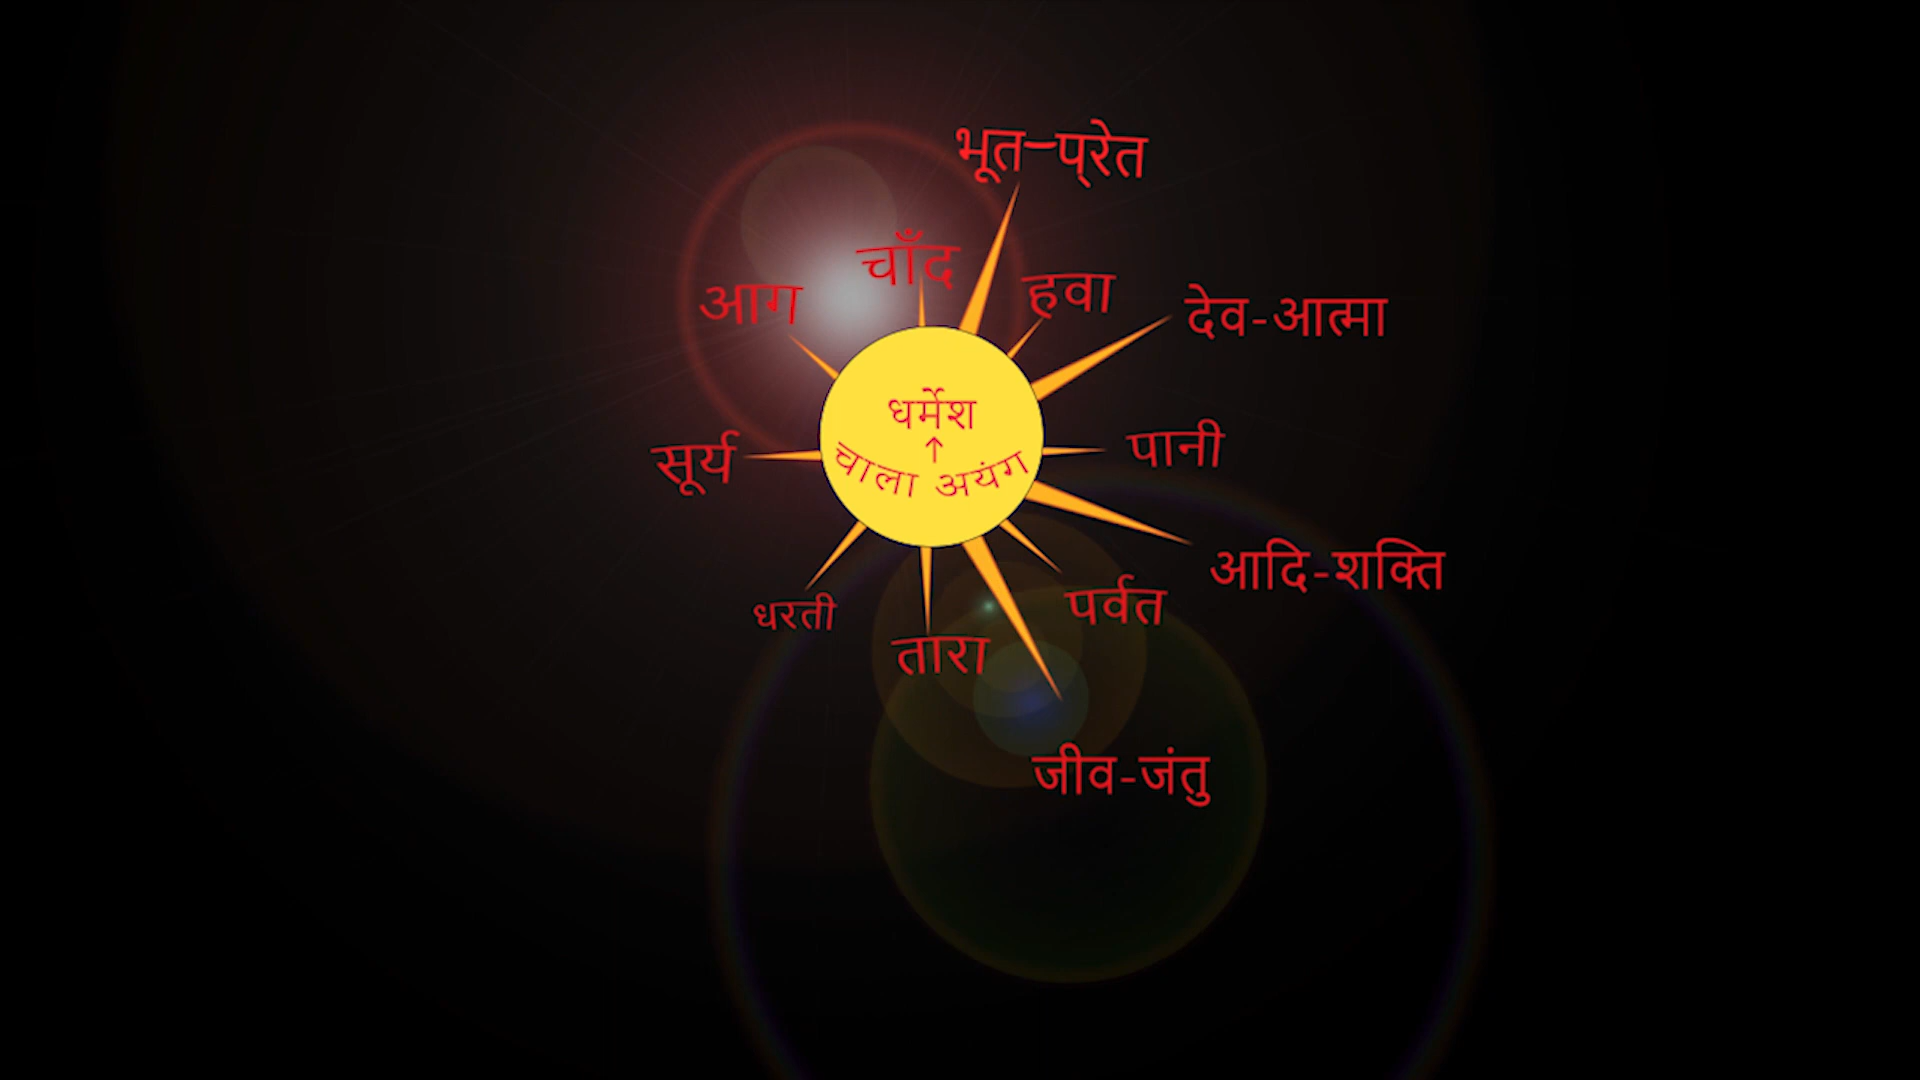 भूत-प्रेत
चाँद
आग
हवा
देव-आत्मा
धर्मेश
↑
चाला अयंग
सूर्य
पानी
आदि-शक्ति
धरती
पर्वत
तारा
जीव-जंतु